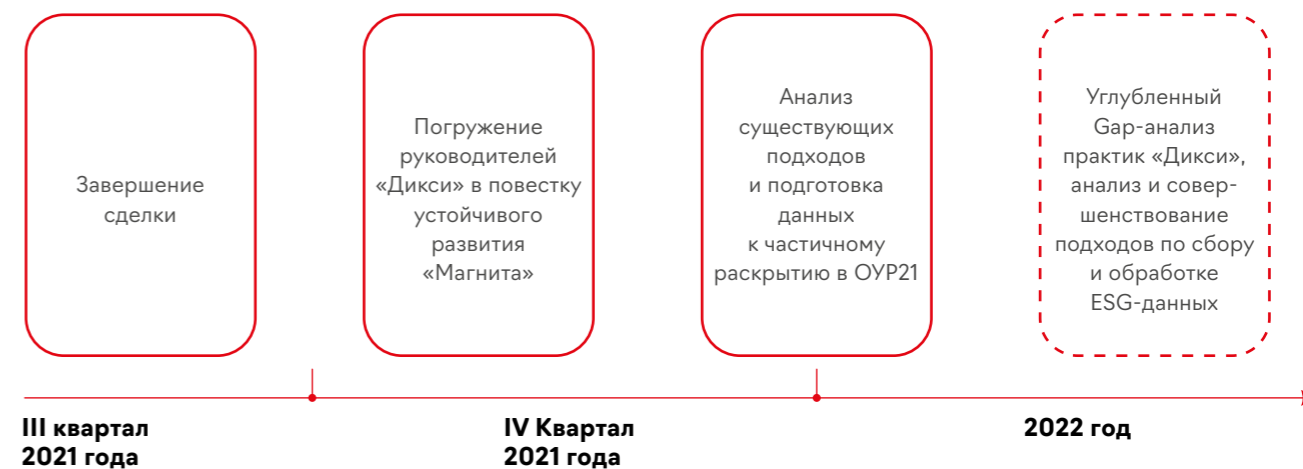 Завершение
сделки
Погружение
руководителей
«Дикси» в повестку
устойчивого
развития
«Магнита»
Анализ
существующих
подходов
и подготовка
данных
к частичному
раскрытию в ОУР21
Углубленный
Gap-анализ
практик «Дикси»,
анализ и совер-
шенствование
подходов по сбору
и обработке
ESG-данных
III квартал
2021 года
IV Квартал
2021 года
2022 год